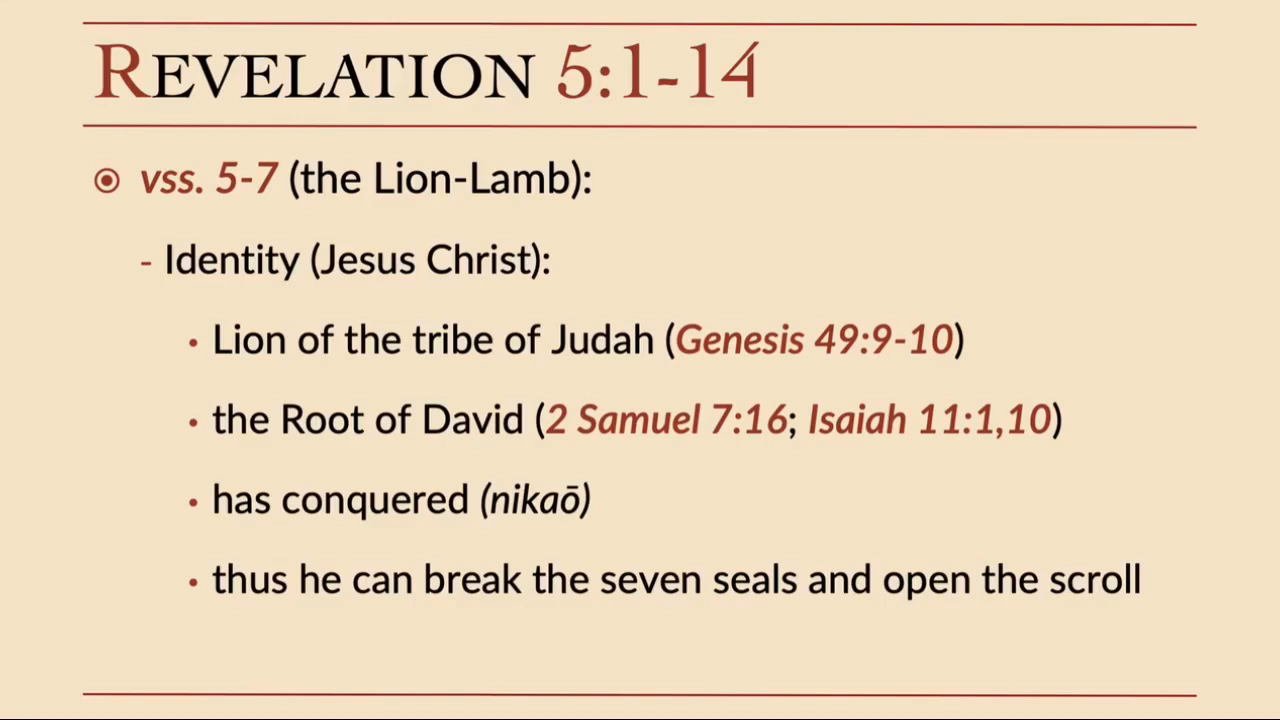 REVELATION 5:1-14
vss. 5-7 (the Lion-Lamb):
- Identity (Jesus Christ):
• Lion of the tribe of Judah (Genesis 49:9-10)
• the Root of David (2 Samuel 7:16; Isaiah 11:1,10)
• has conquered (nikaō)
• thus he can break the seven seals and open the scroll